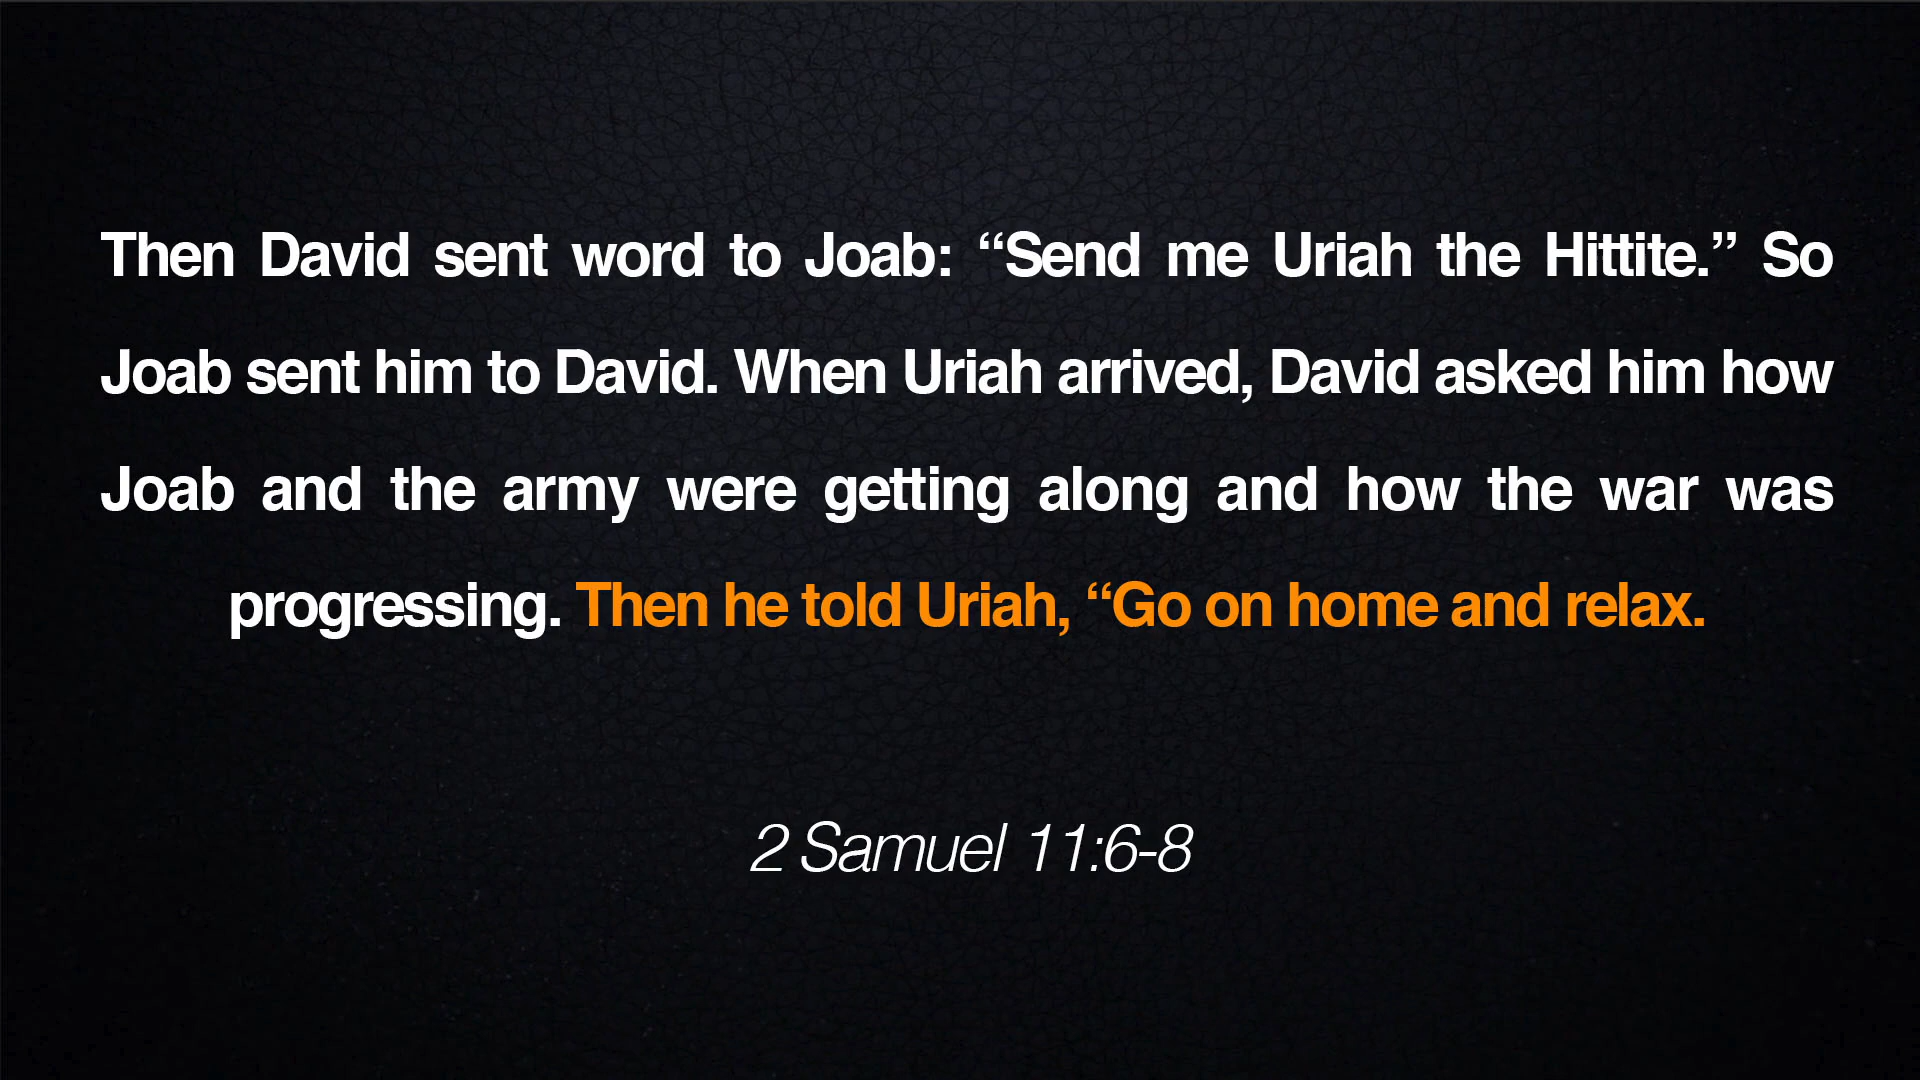 Then David sent word to Joab: “Send me Uriah the Hittite.” So
Joab sent him to David. When Uriah arrived, David asked him how
Joab and the army were getting along and how the war was
progressing. Then he told Uriah, “Go on home and relax.
2 Samuel 11:6-8